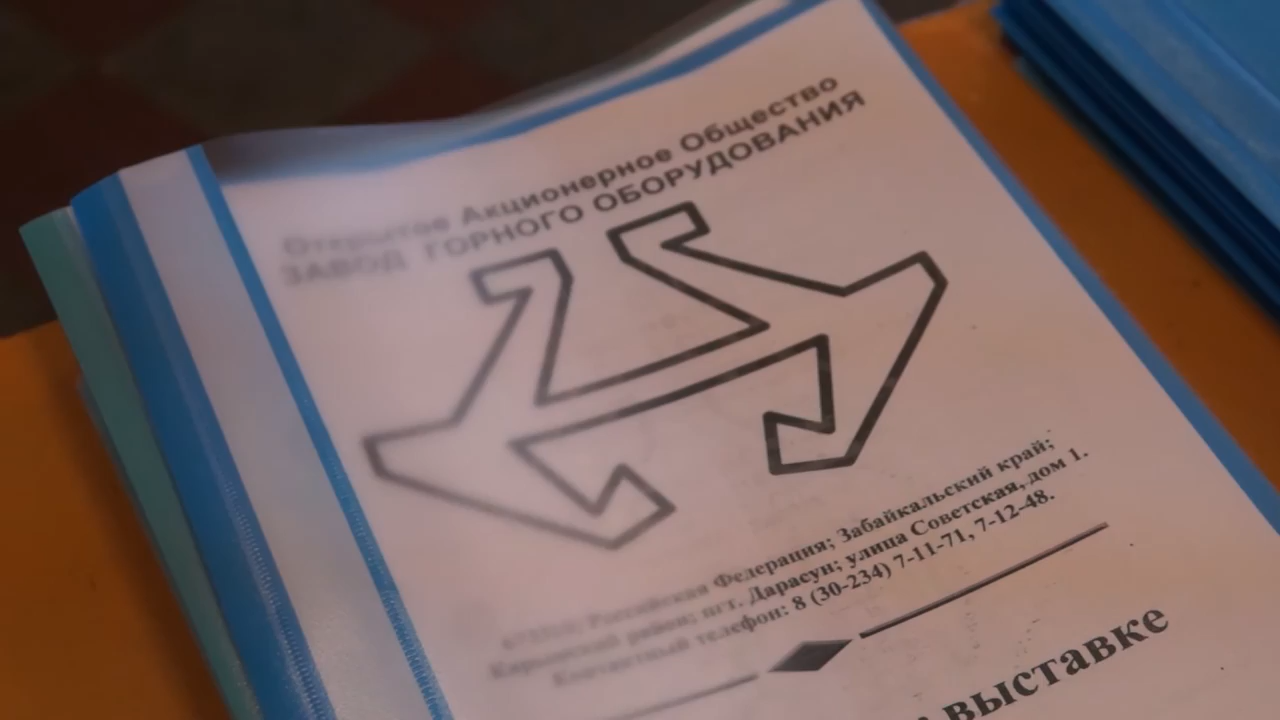 Открытое Акционерное Общество
ЗАВОД ГОРНОГО ОБОРУДОВАНИЯ
Российская Федерация; Забайкальский край;
Карымский район; пгт. Дарасун; улица Советская, дом 1.
Контактный телефон: 8 (30-234) 7-11-71, 7-12-48.
выставке